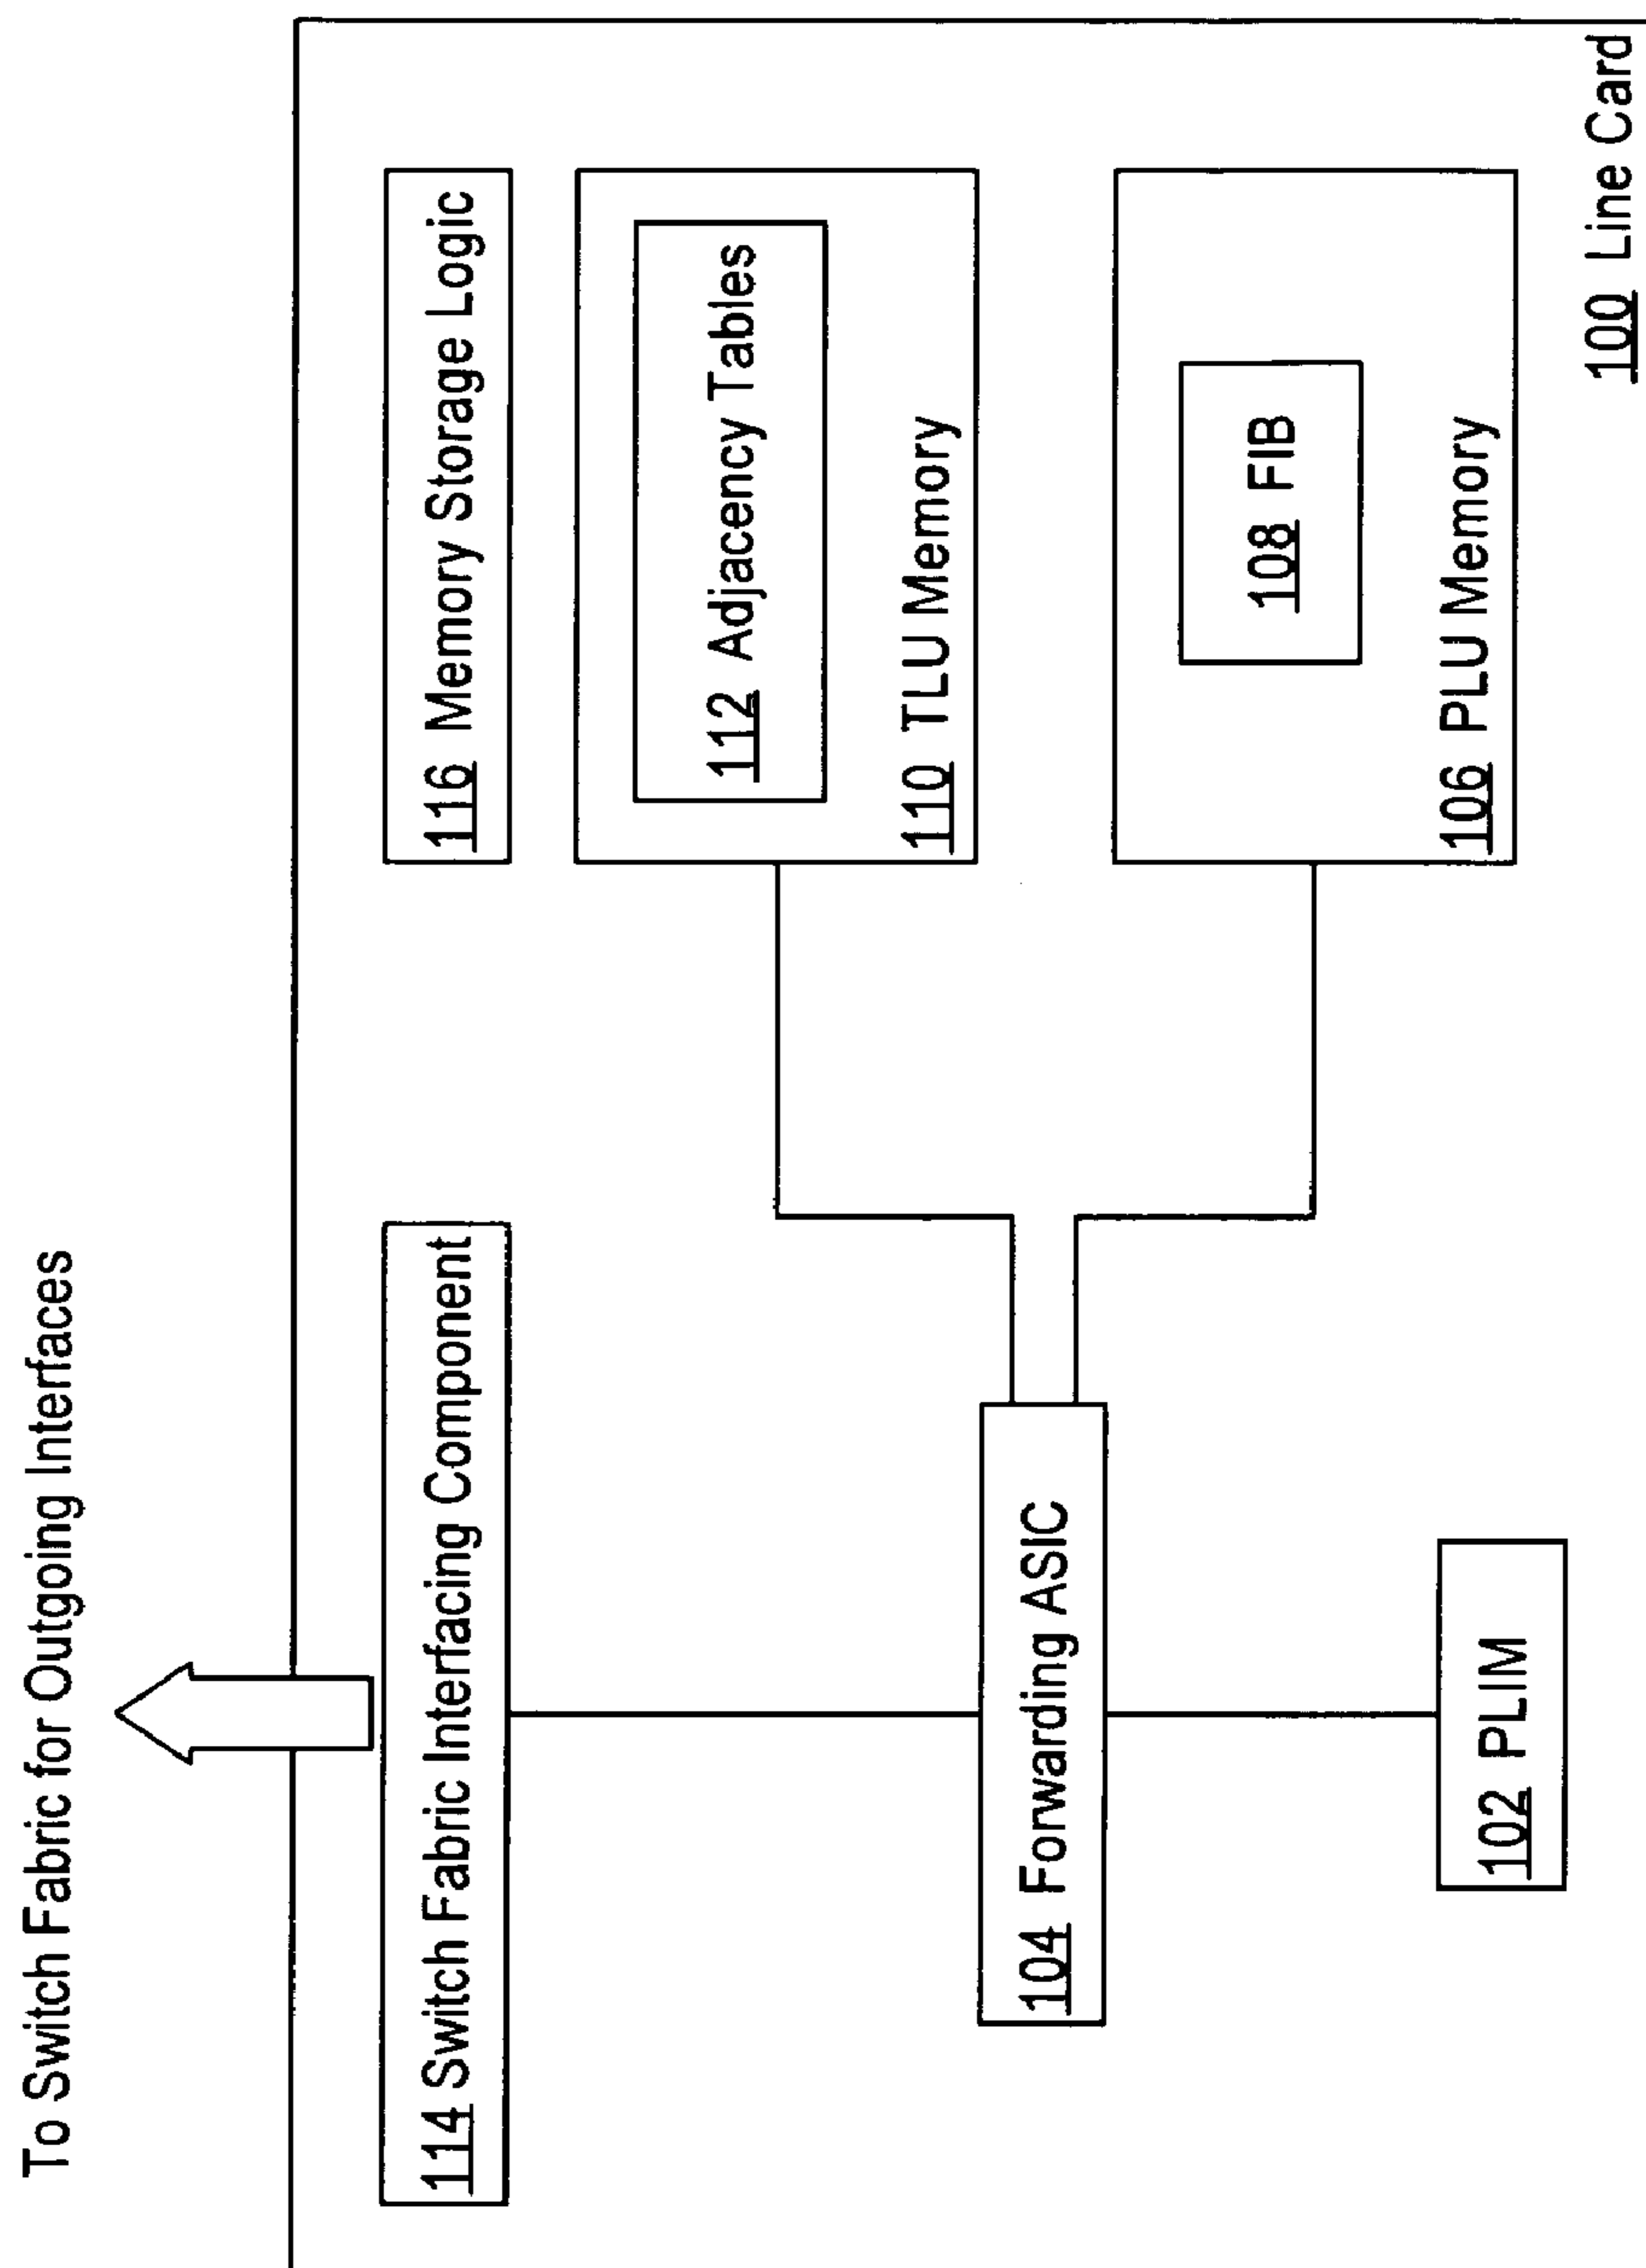 To Switch Fabric for Outgoing Interfaces
114 Switch Fabric Interfacing Component
116 Memory Storage Logic
112 Adjacency Tables
110 TLU Memory
104 Forwarding ASIC
108 FIB
106 PLU Memory
102 PLIM
100 Line Card